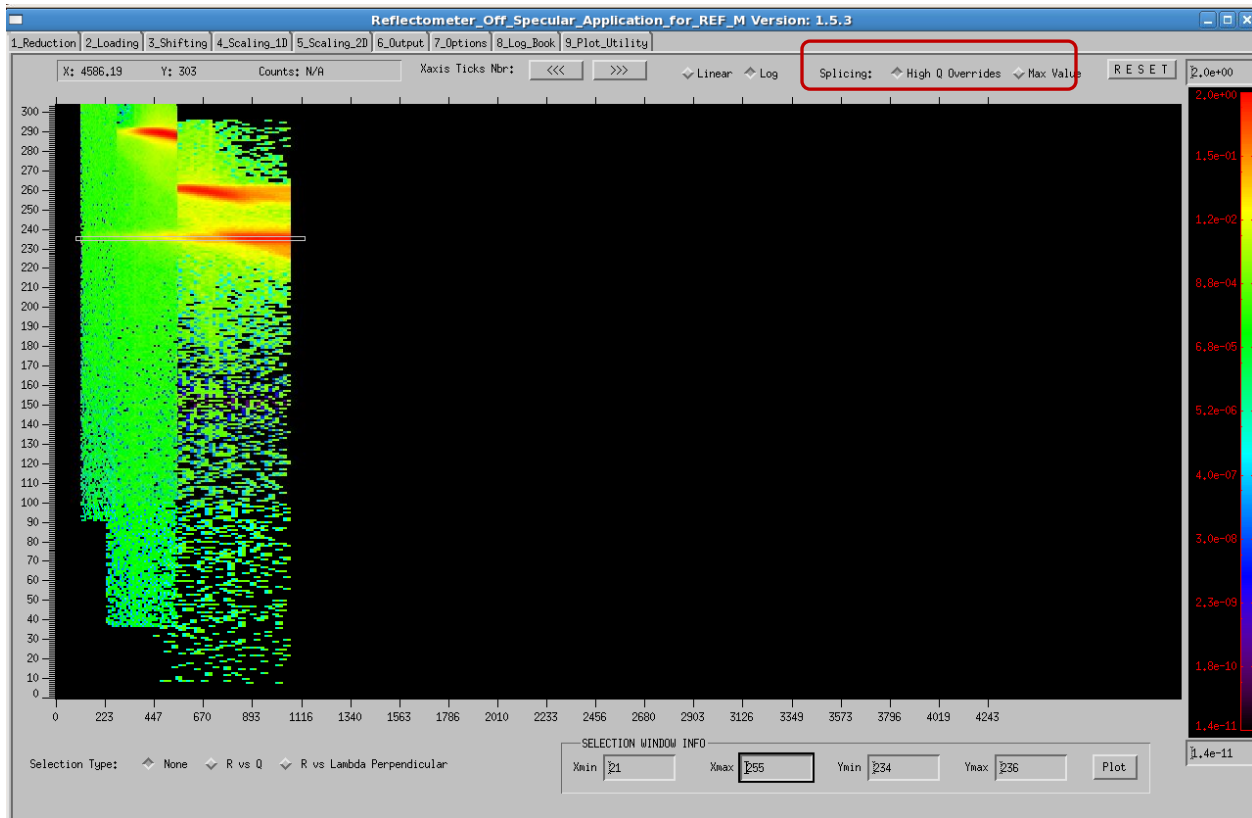 Reflectometer_Off_Specular_Application_for_REF_M Version: 1.5.3
1_Reduction 2_Loading 3_Shifting 4_Scaling_1D 5_Scaling_2D 6_Output 7_Options 8_Log_Book 9_Plot_Utility
X: 4586.19 Y: 303 Counts: N/A Xaxis Ticks Nbr: <<< >>> Linear Log Splicing: High Q Overrides Max Value R E S E T 2.0e+00
2.0e+00
300
290
280
270
1.5e-01
260
250
240
1.2e-02
230
220
210
8.8e-04
200
190
180
6.8e-05
170
160
150
5.2e-06
140
130
120
4.0e-07
110
100
90
3.0e-08
80
70
60
2.3e-09
50
40
30
20
1.8e-10
10
0
0 223 447 670 893 1116 1340 1563 1786 2010 2233 2456 2680 2903 3126 3349 3573 3796 4019 4243
1.4e-11
SELECTION WINDOW INFO
1.4e-11
Selection Type: None R vs Q R vs Lambda Perpendicular Xmin 21 Xmax 255 Ymin 234 Ymax 236 Plot